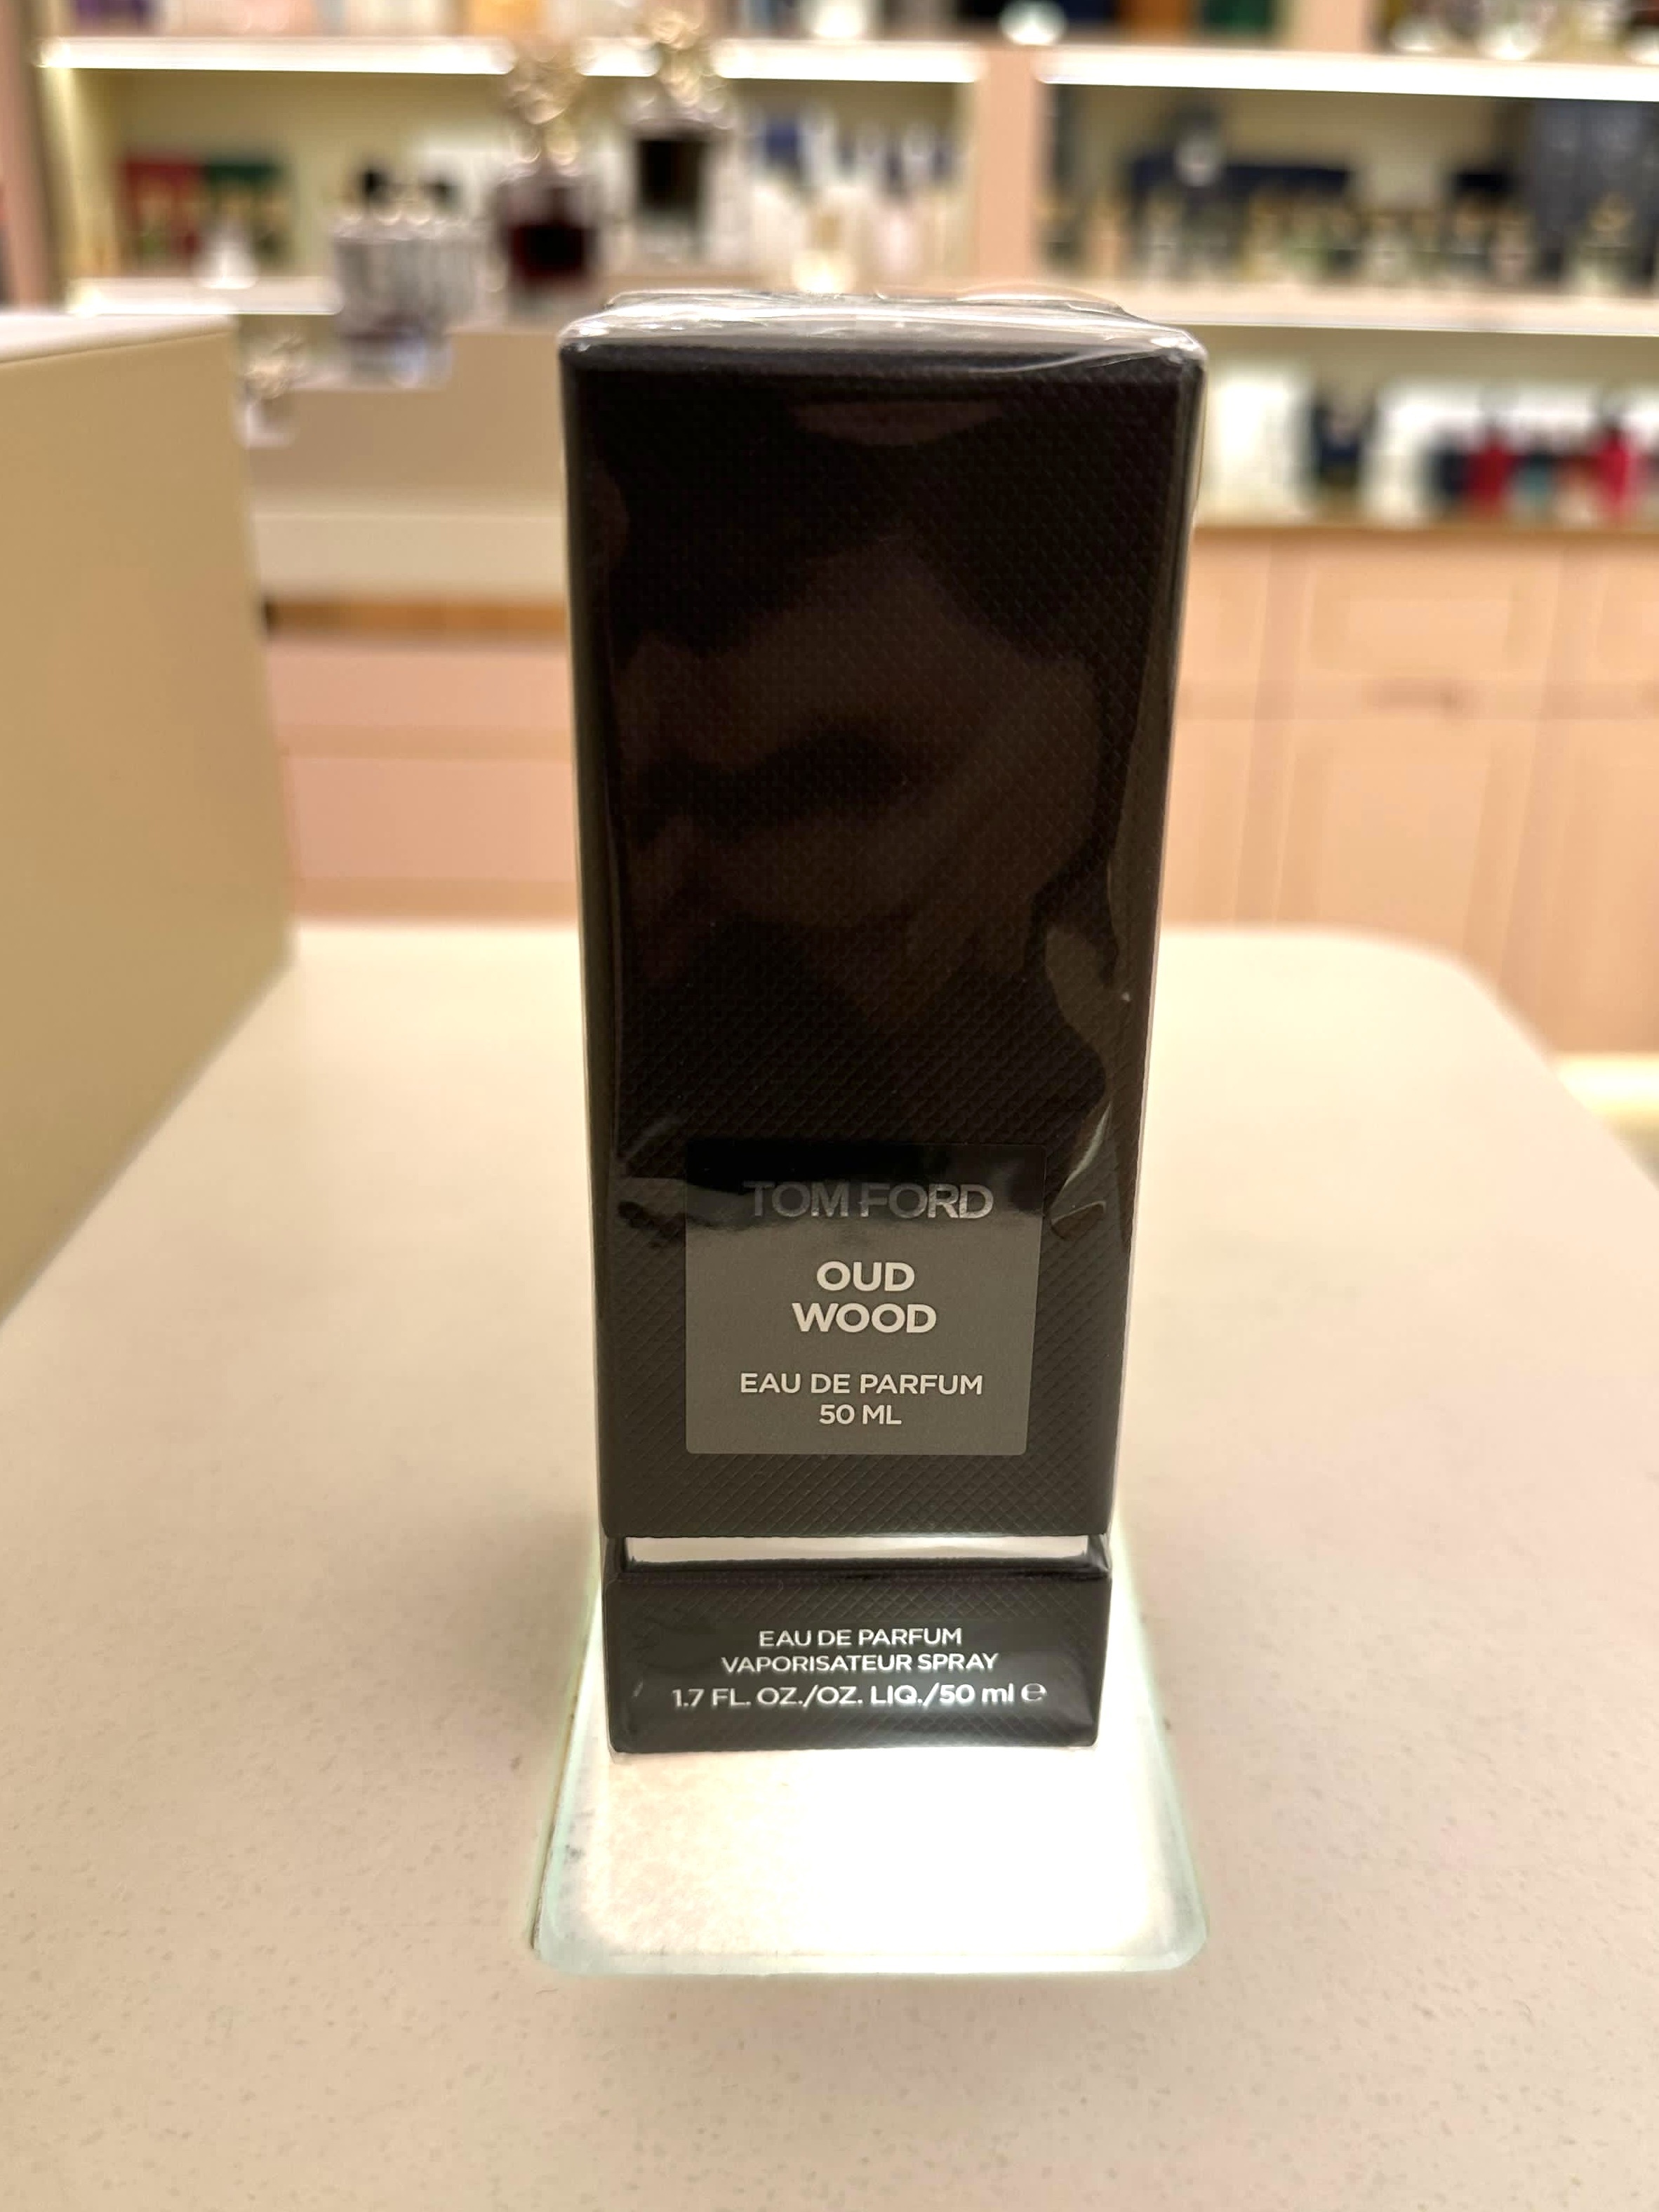 TOM FORD
OUD
WOOD
EAU DE PARFUM
50 ML
EAU DE PARFUM
VAPORISATEUR SPRAY
1.7 FL. OZ./OZ. LIQ./50 ml ℮